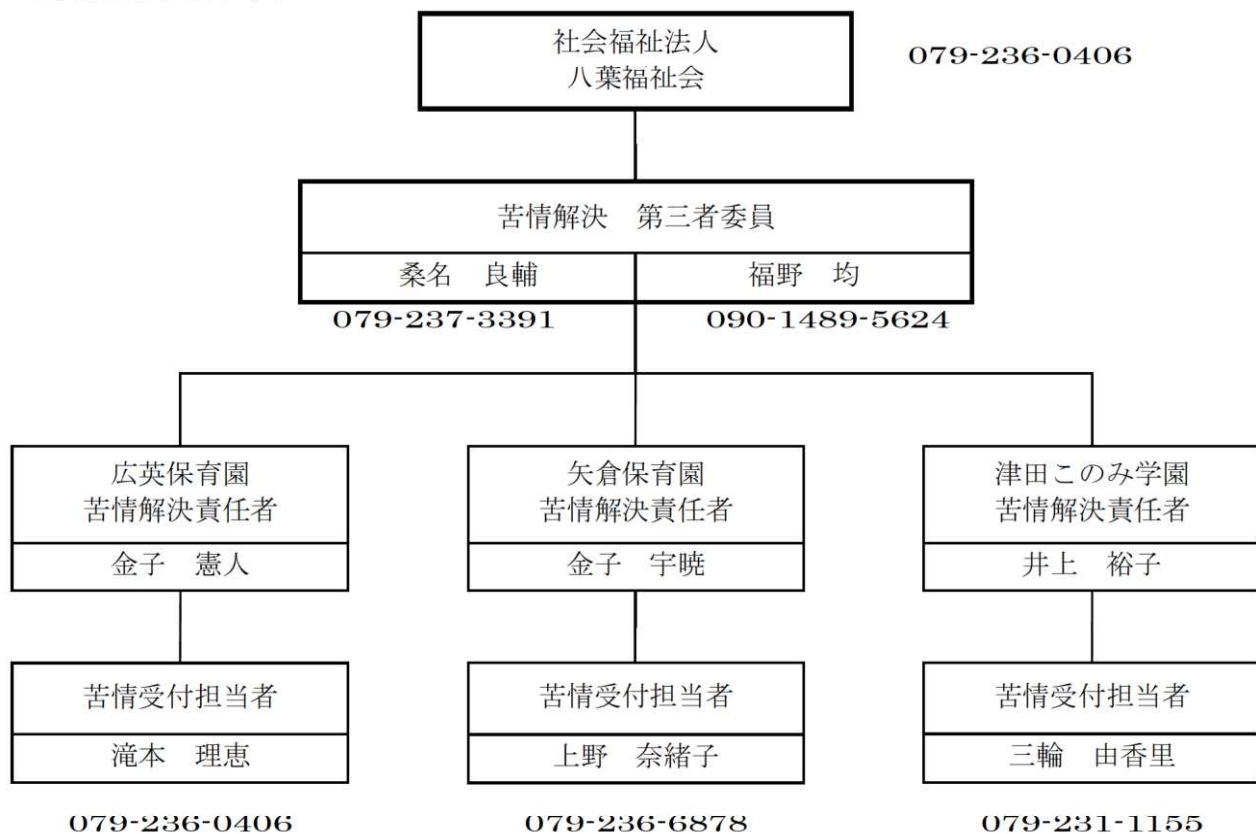 社会福祉法人
八葉福祉会
079-236-0406
苦情解決　第三者委員
桑名　良輔
福野　均
079-237-3391
090-1489-5624
広英保育園
苦情解決責任者
金子　憲人
矢倉保育園
苦情解決責任者
金子　宇暁
津田このみ学園
苦情解決責任者
井上　裕子
苦情受付担当者
滝本　理恵
苦情受付担当者
上野　奈緒子
苦情受付担当者
三輪　由香里
079-236-0406
079-236-6878
079-231-1155